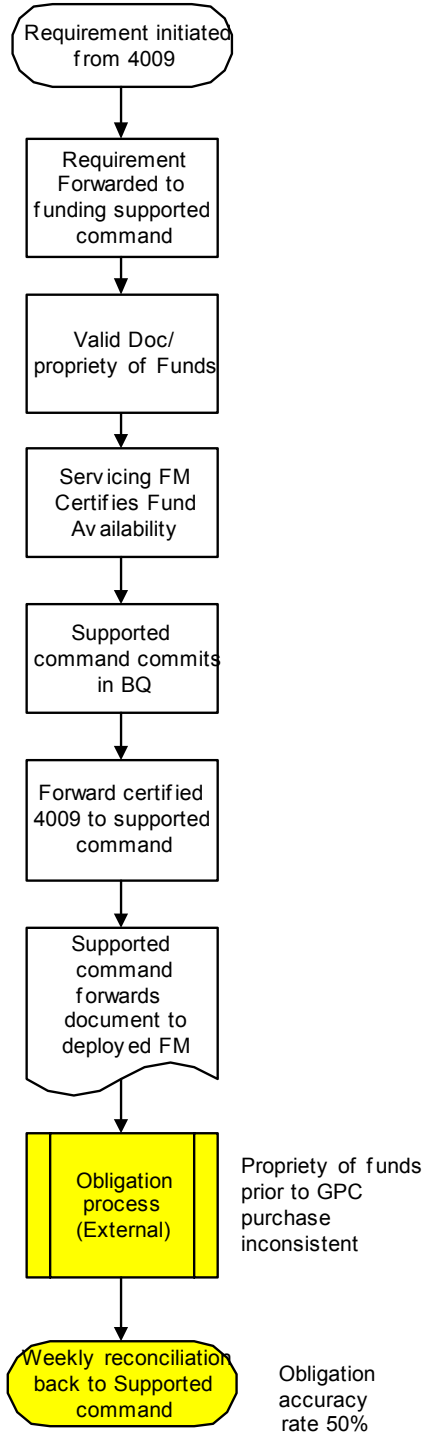 Requirement initiated
from 4009
Requirement
Forwarded to
funding supported
command
Valid Doc/
propriety of Funds
Servicing FM
Certifies Fund
Availability
Supported
command commits
in BQ
Forward certified
4009 to supported
command
Supported
command
forwards
document to
deployed FM
Obligation
process
(External)
Propriety of funds
prior to GPC
purchase
inconsistent
Weekly reconciliation
back to Supported
command
Obligation
accuracy
rate 50%